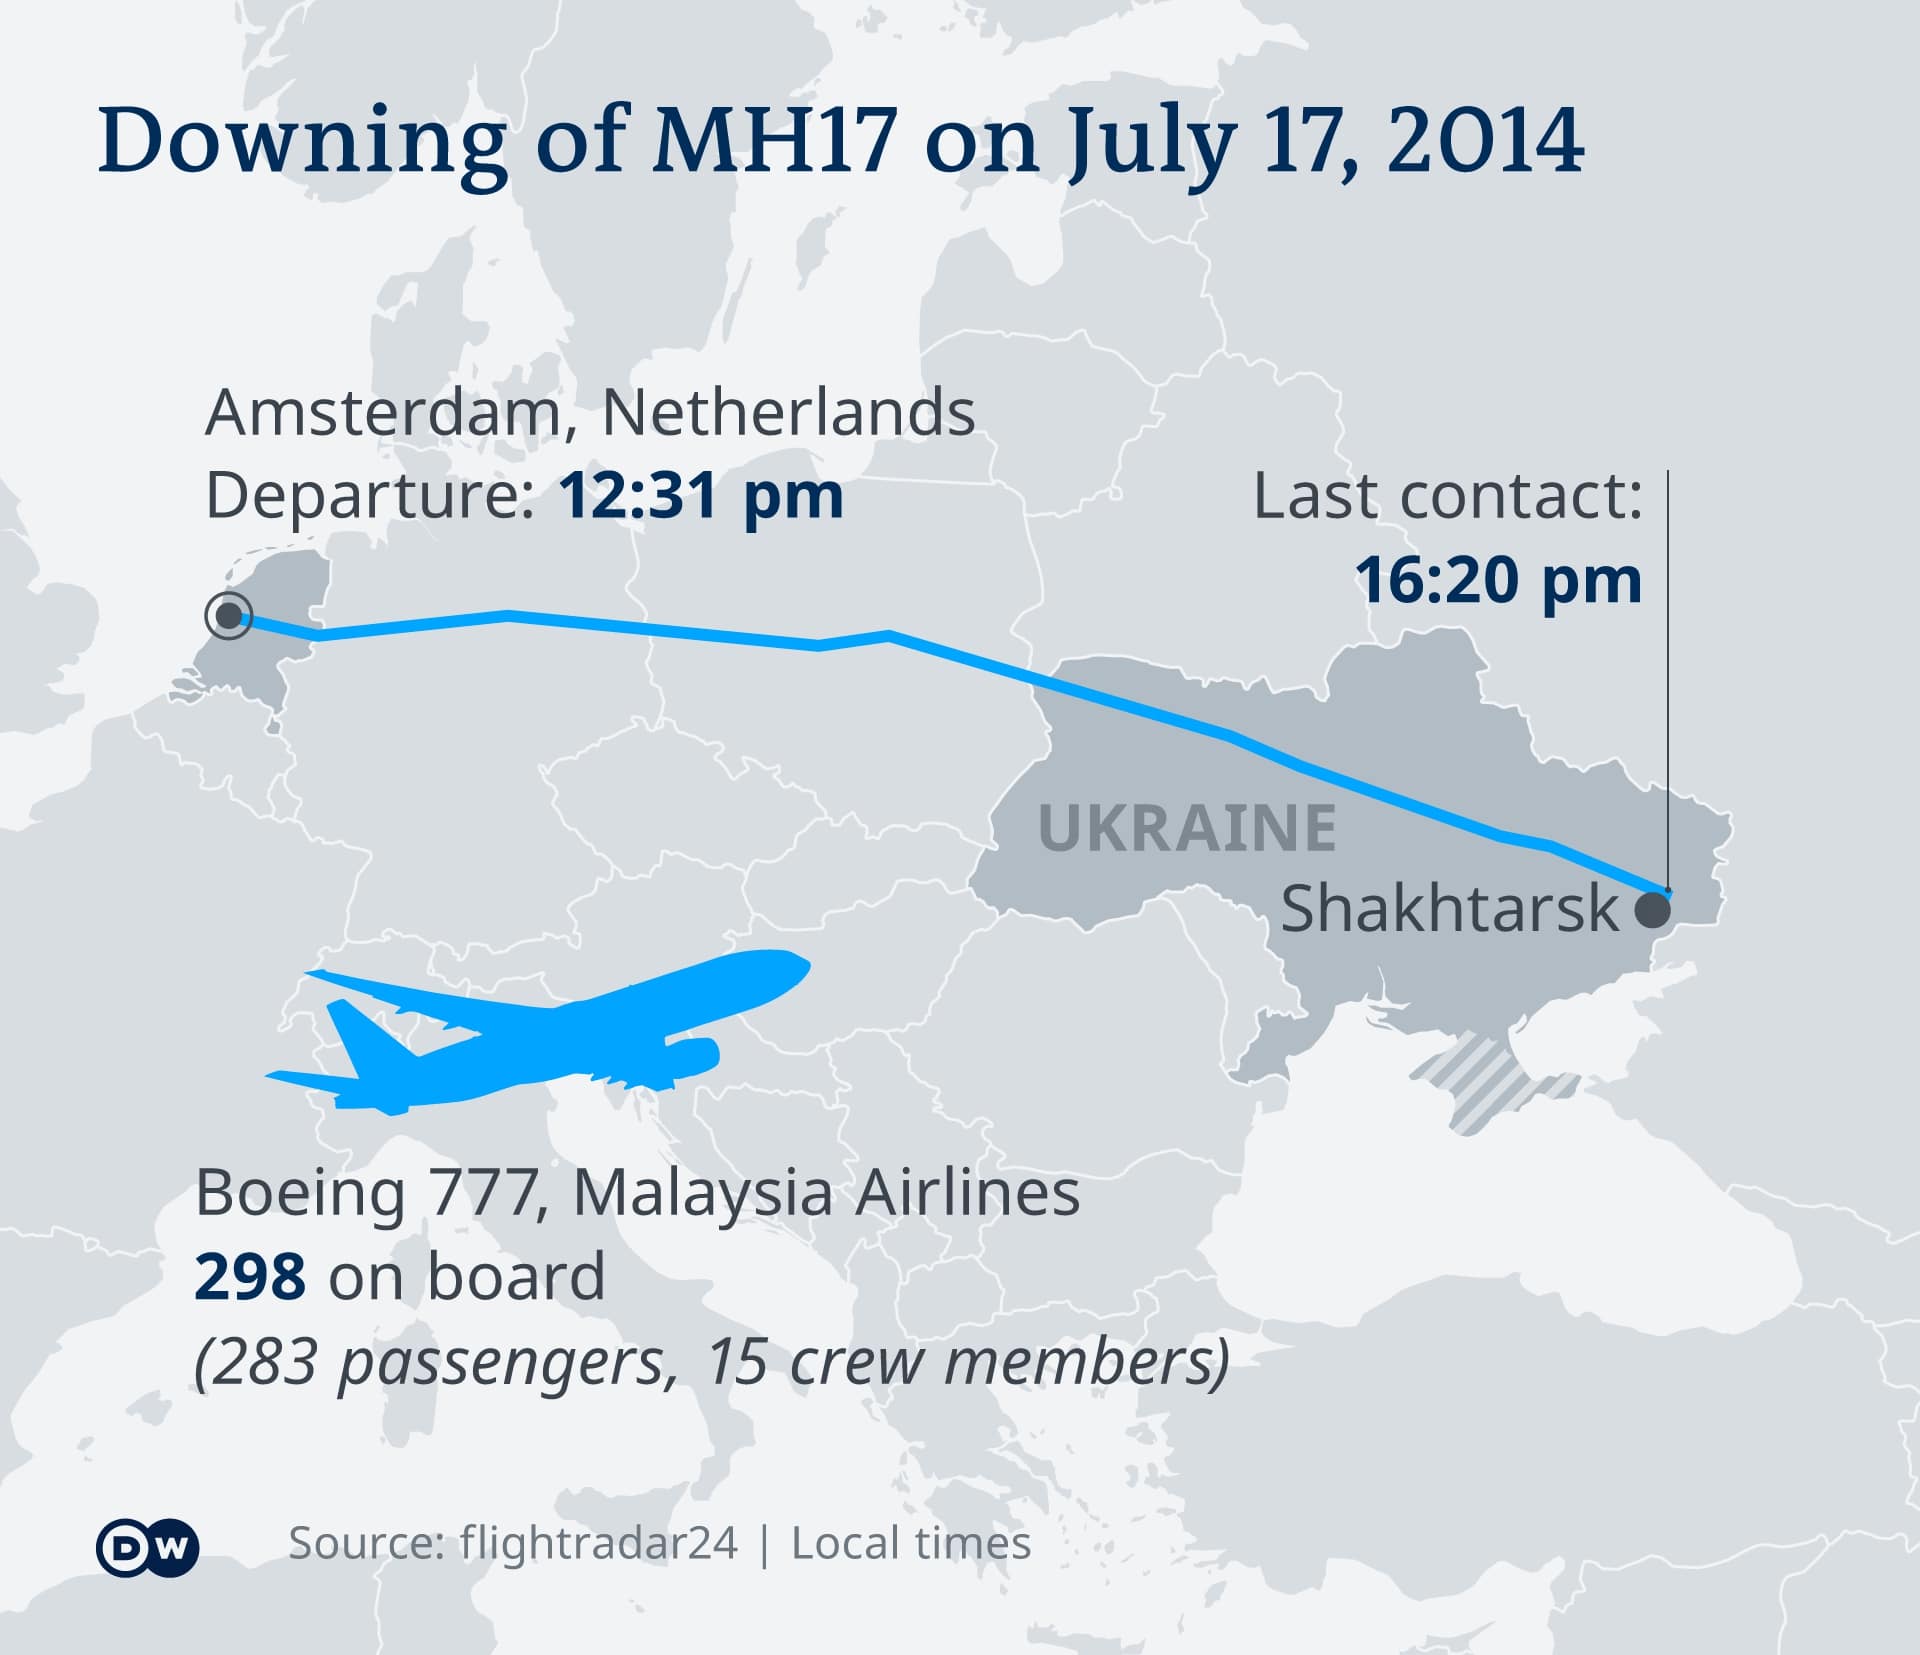 Downing of MH17 on July 17, 2014
Amsterdam, Netherlands
Departure: 12:31 pm
Last contact:
16:20 pm
UKRAINE
Shakhtarsk
Boeing 777, Malaysia Airlines
298 on board
(283 passengers, 15 crew members)
DW
Source: flightradar24 | Local times